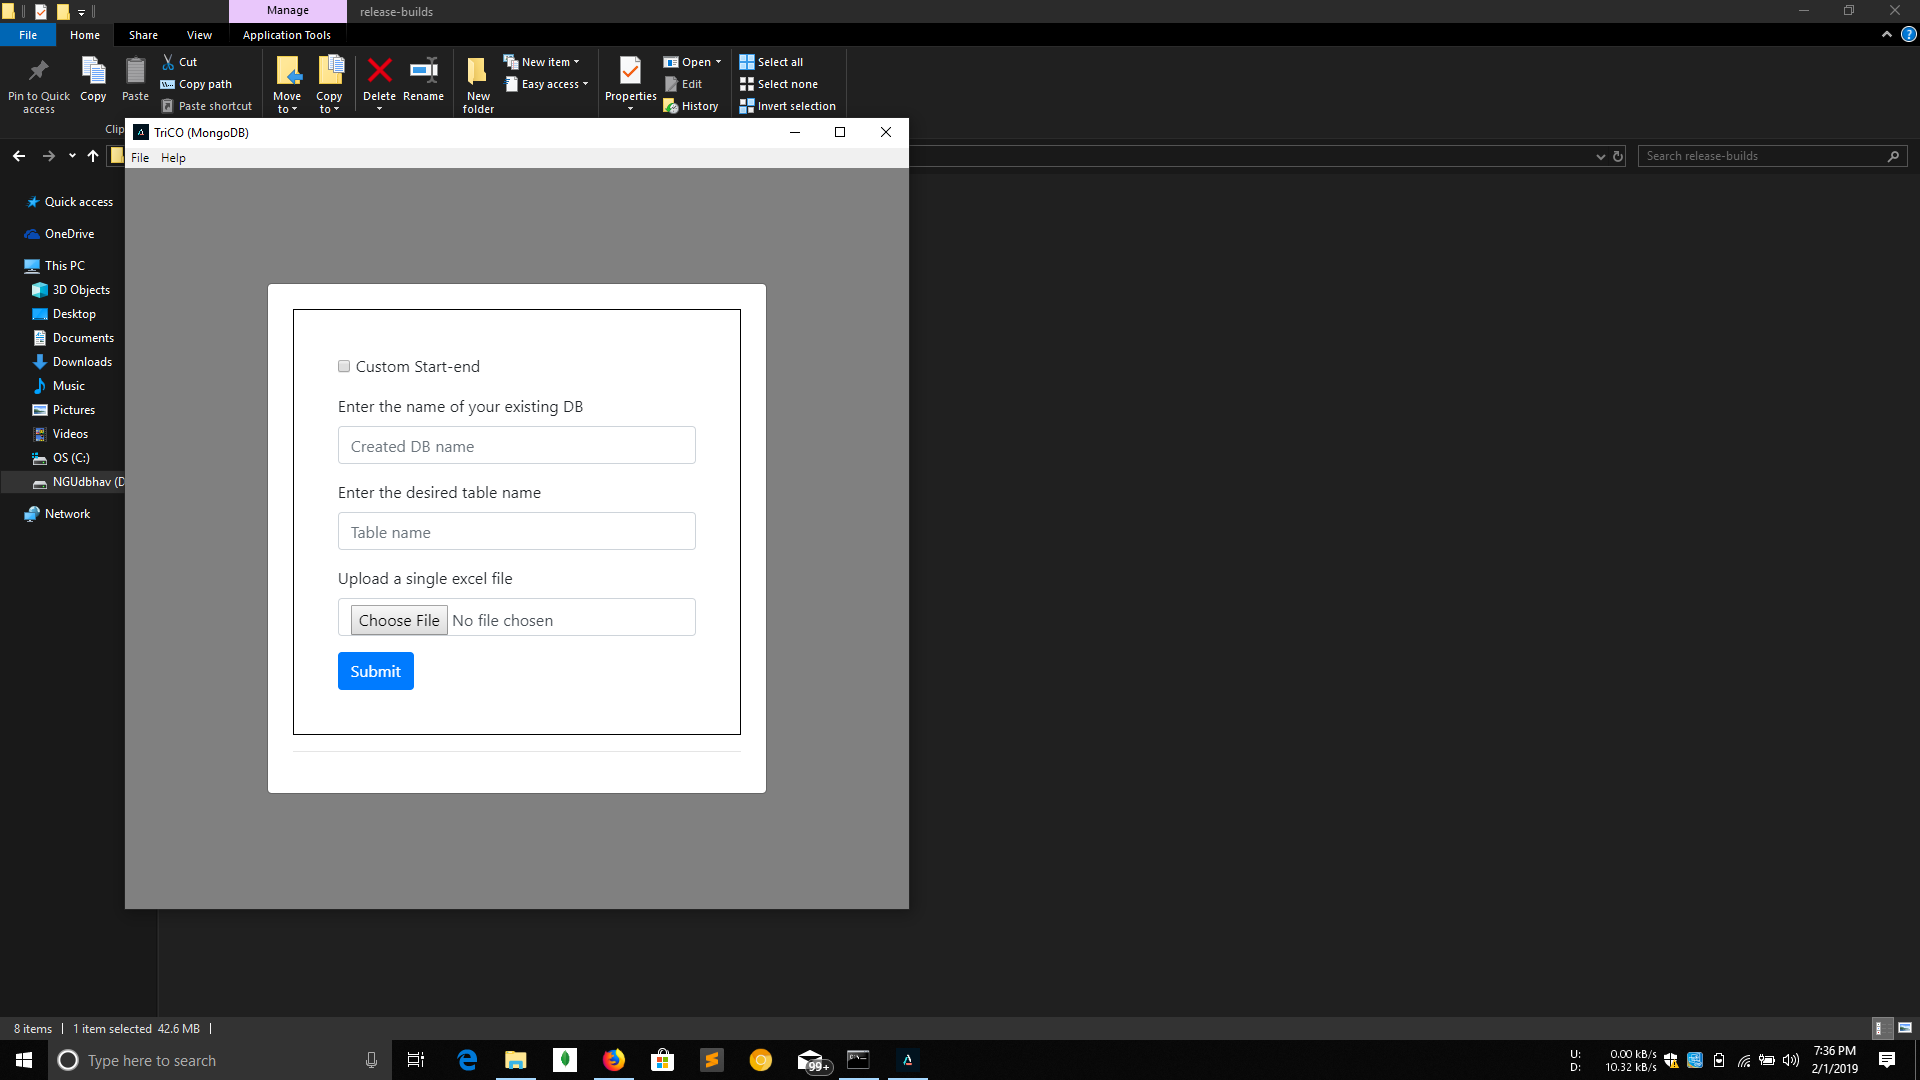 Manage
release-builds
File
Home
Share
View
Application Tools
Pin to Quick access
Copy
Paste
Cut
Copy path
Paste shortcut
Move to
Copy to
Delete
Rename
New folder
New item
Easy access
Properties
Open
Edit
History
Select all
Select none
Invert selection
Clip
TriCO (MongoDB)
File
Help
Search release-builds
Quick access
OneDrive
This PC
3D Objects
Desktop
Documents
Downloads
Music
Pictures
Videos
OS (C:)
NGUdbhav (D
Network
Custom Start-end
Enter the name of your existing DB
Created DB name
Enter the desired table name
Table name
Upload a single excel file
Choose File
No file chosen
Submit
8 items
1 item selected 42.6 MB
Type here to search
99+
U: 0.00 kB/s
D: 10.32 kB/s
7:36 PM
2/1/2019